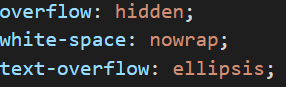 overflow: hidden;
white-space: nowrap;
text-overflow: ellipsis;